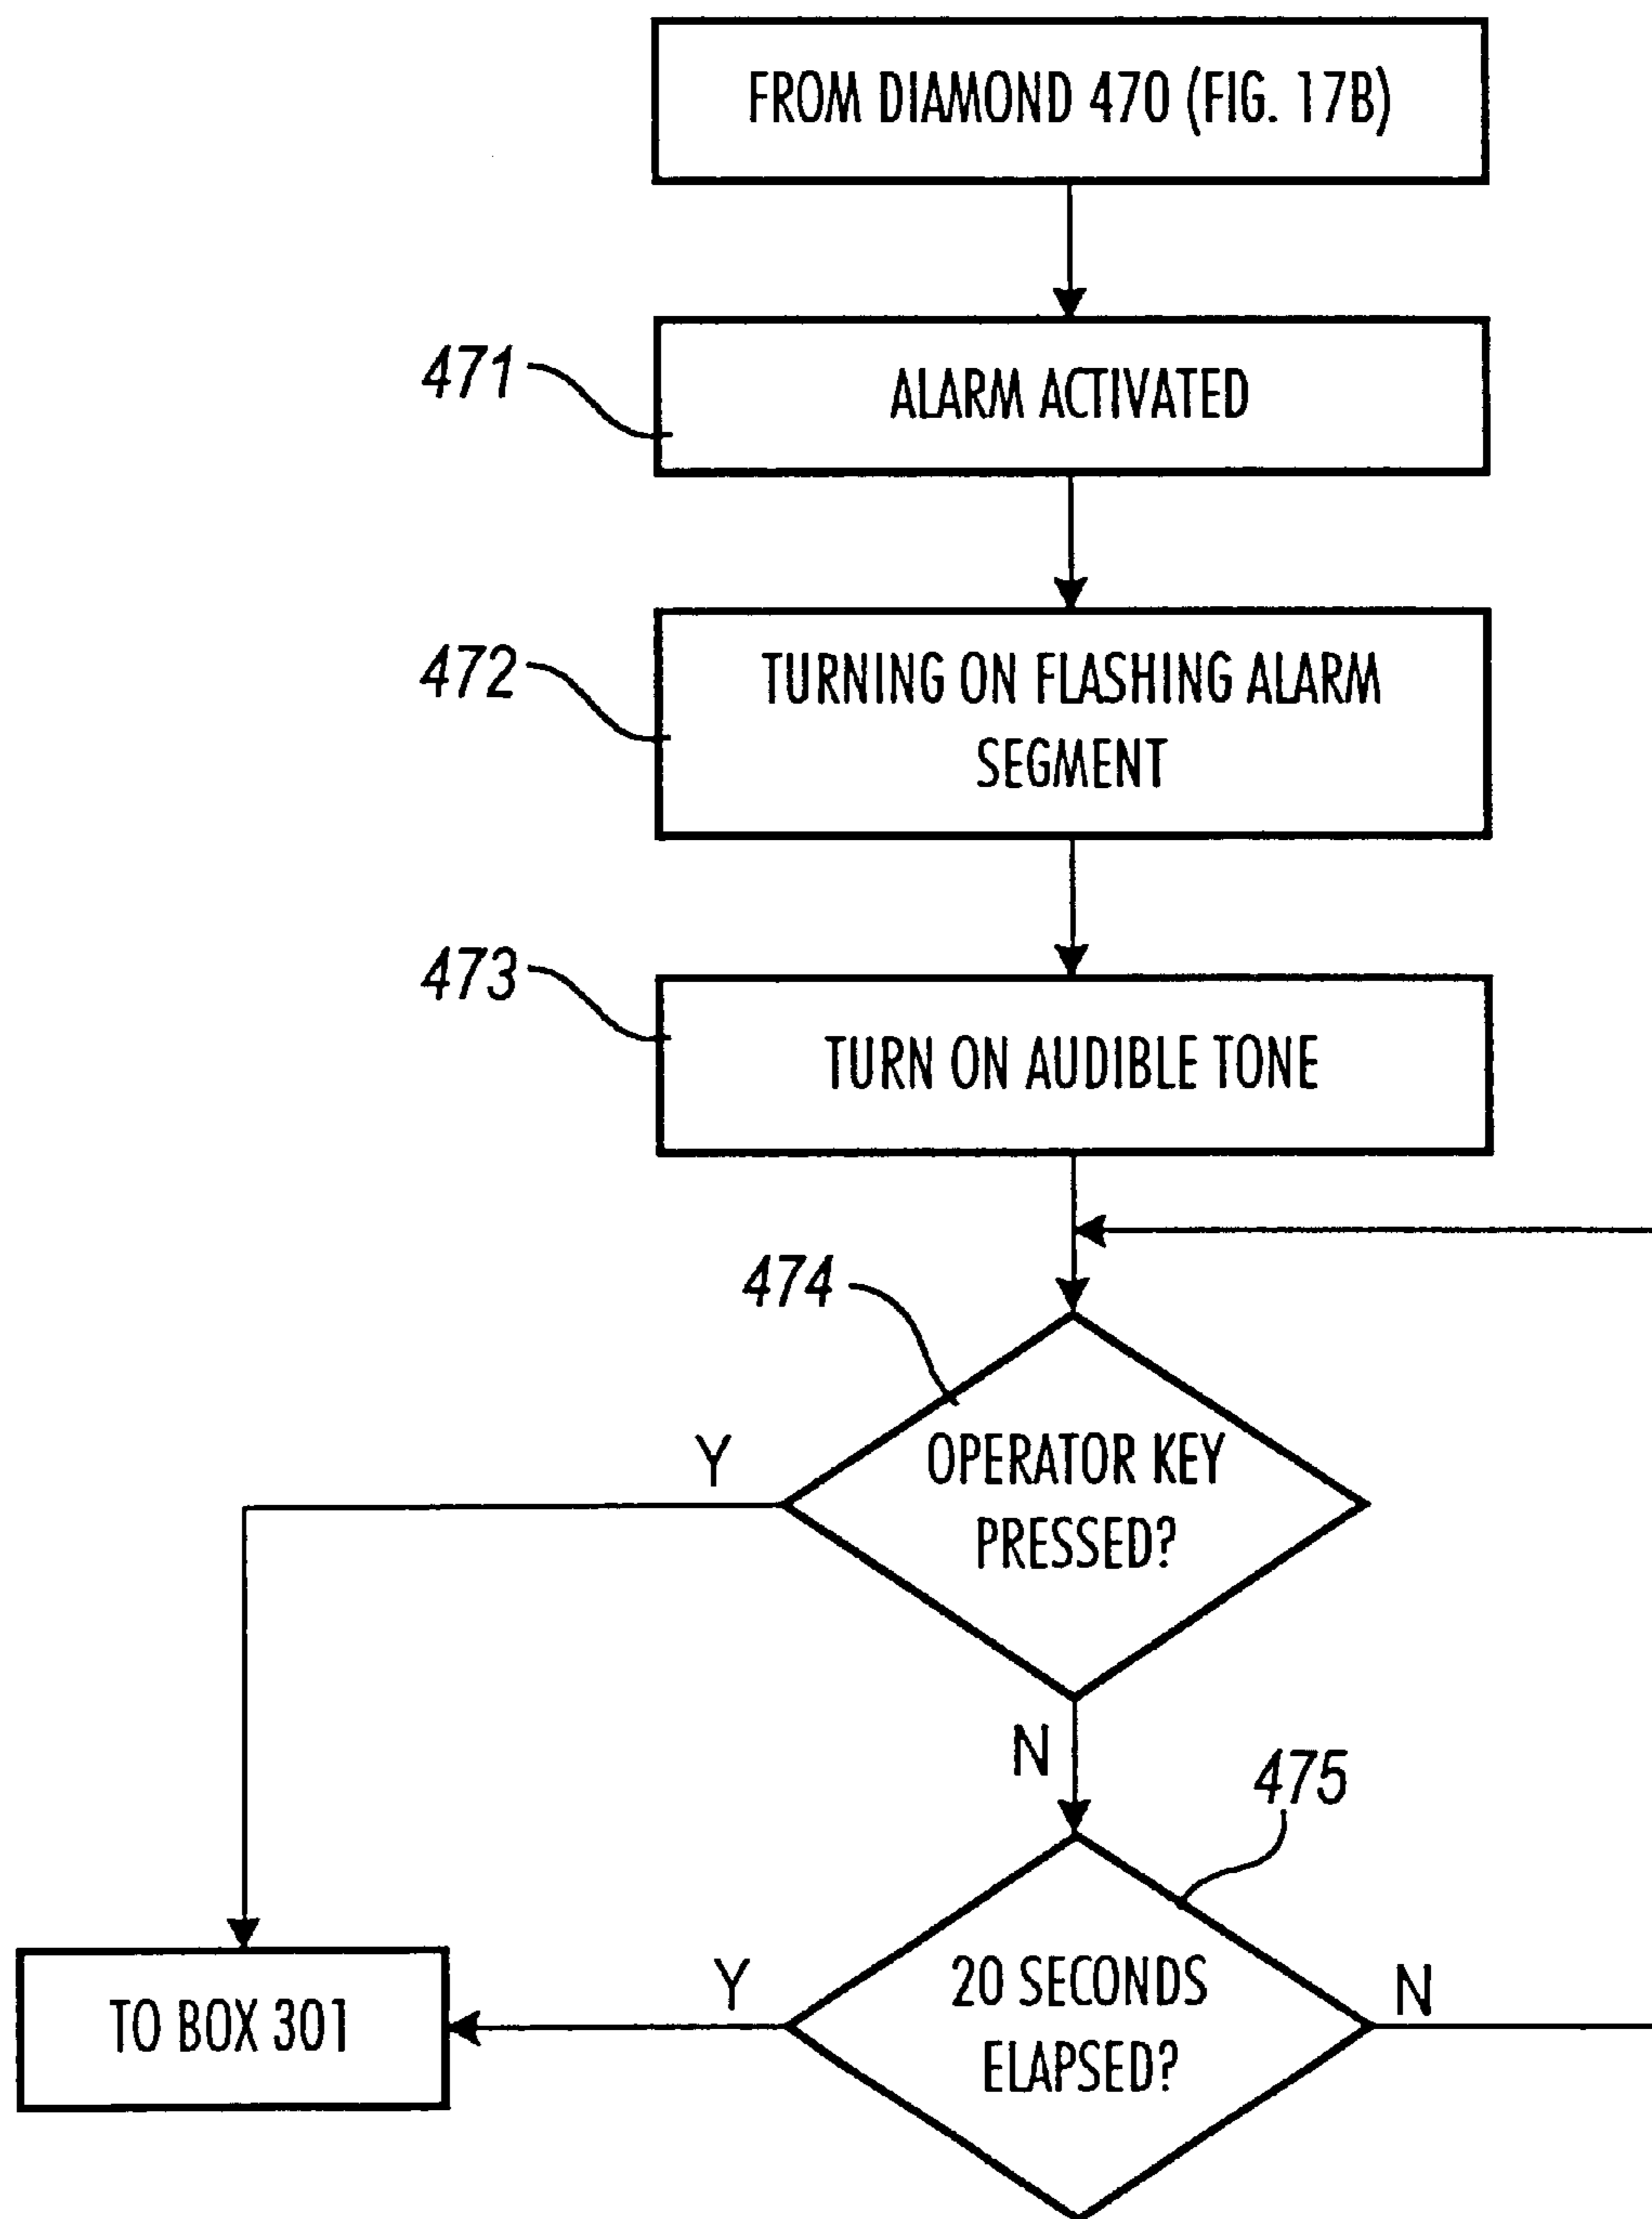 FROM DIAMOND 470 (FIG. 17B)
471
ALARM ACTIVATED
472
TURNING ON FLASHING ALARM
SEGMENT
473
TURN ON AUDIBLE TONE
474
Y
OPERATOR KEY
PRESSED?
N
475
TO BOX 301
Y
20 SECONDS
ELAPSED?
N